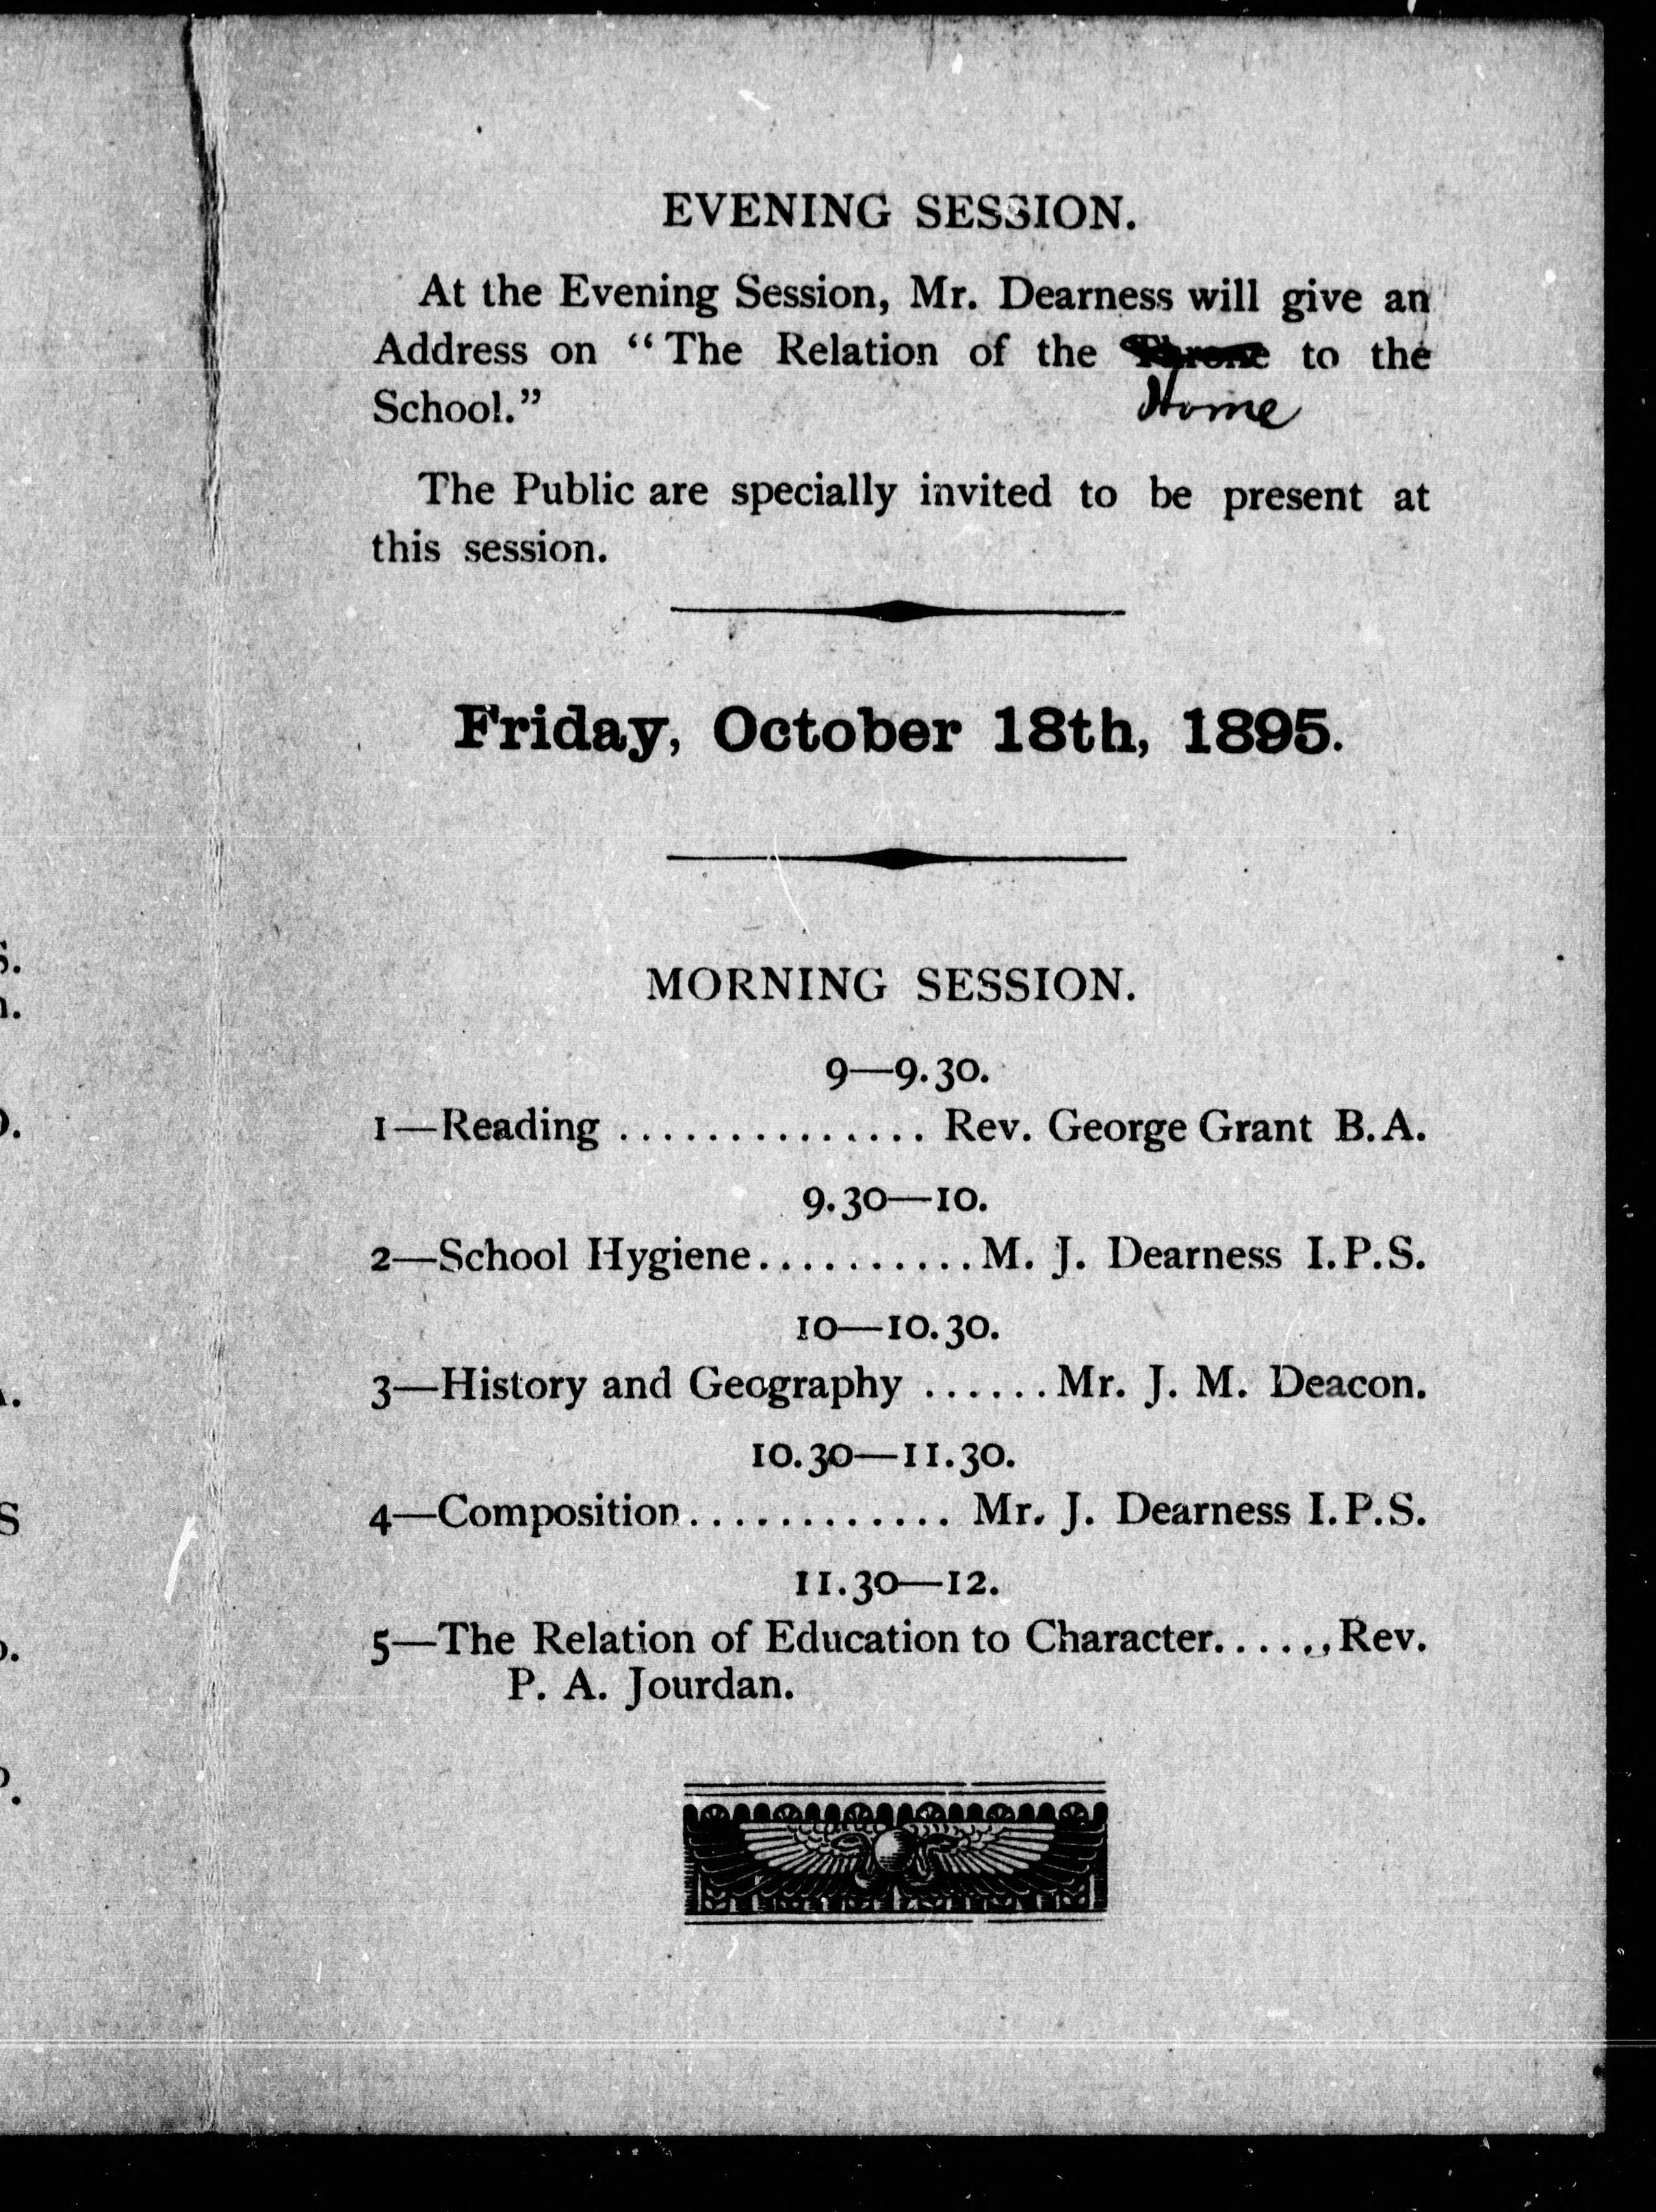 EVENING SESSION.
At the Evening Session, Mr. Dearness will give an
Address on "The Relation of the Throne to the
School."
Home
The Public are specially invited to be present at
this session.
Friday, October 18th, 1895.
MORNING SESSION.
9—9.30.
1—Reading .............. Rev. George Grant B.A.
9.30—10.
2—School Hygiene..........M. J. Dearness I.P.S.
10—10.30.
3—History and Geography ......Mr. J. M. Deacon.
10.30—11.30.
4—Composition............ Mr. J. Dearness I.P.S.
11.30—12.
5—The Relation of Education to Character.....,Rev.
P. A. Jourdan.